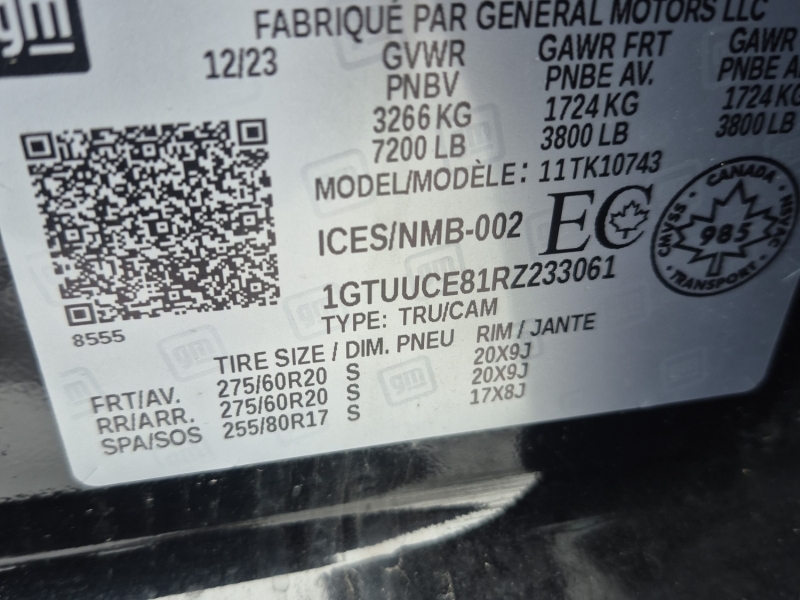 gm
FABRIQUÉ PAR GENERAL MOTORS LLC
12/23 GVWR GAWR FRT GAWR
PNBV PNBE AV. PNBE A
3266 KG 1724 KG 1724 KG
7200 LB 3800 LB 3800 LB
MODEL/MODÈLE: 11TK10743
ICES/NMB-002 EC
CANADA
CMVSS 985 NSVAC
TRANSPORT
1GTUUCE81RZ233061
8555 TYPE: TRU/CAM
TIRE SIZE / DIM. PNEU RIM / JANTE
FRT/AV. 275/60R20 S 20X9J
RR/ARR. 275/60R20 S 20X9J
SPA/SOS 255/80R17 S 17X8J